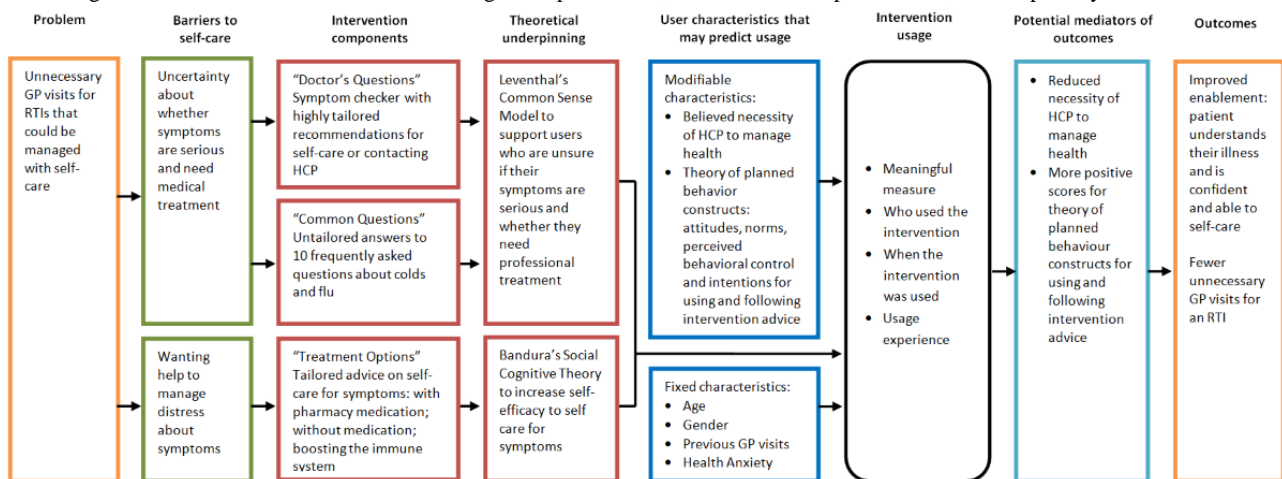 Problem
Barriers to
self-care
Intervention
components
Theoretical
underpinning
User characteristics that
may predict usage
Intervention
usage
Potential mediators of
outcomes
Outcomes
Unnecessary
GP visits for
RTIs that
could be
managed
with self-
care
Uncertainty
about
whether
symptoms
are serious
and need
medical
treatment
Wanting
help to
manage
distress
about
symptoms
“Doctor’s Questions”
Symptom checker with
highly tailored
recommendations for
self-care or contacting
HCP
“Common Questions”
Untailored answers to
10 frequently asked
questions about colds
and flu
“Treatment Options”
Tailored advice on self-
care for symptoms: with
pharmacy medication;
without medication;
boosting the immune
system
Leventhal’s
Common Sense
Model to
support users
who are unsure
if their
symptoms are
serious and
whether they
need
professional
treatment
Bandura’s Social
Cognitive Theory
to increase self-
efficacy to self
care for
symptoms
Modifiable
characteristics:
• Believed necessity
of HCP to manage
health
• Theory of planned
behavior
constructs:
attitudes, norms,
perceived
behavioral control
and intentions for
using and following
intervention advice
Fixed characteristics:
• Age
• Gender
• Previous GP visits
• Health Anxiety
• Meaningful
measure
• Who used the
intervention
• When the
intervention
was used
• Usage
experience
• Reduced
necessity of
HCP to
manage
health
• More positive
scores for
theory of
planned
behaviour
constructs for
using and
following
intervention
advice
Improved
enablement:
patient
understands
their illness
and is
confident
and able to
self-care
Fewer
unnecessary
GP visits for
an RTI